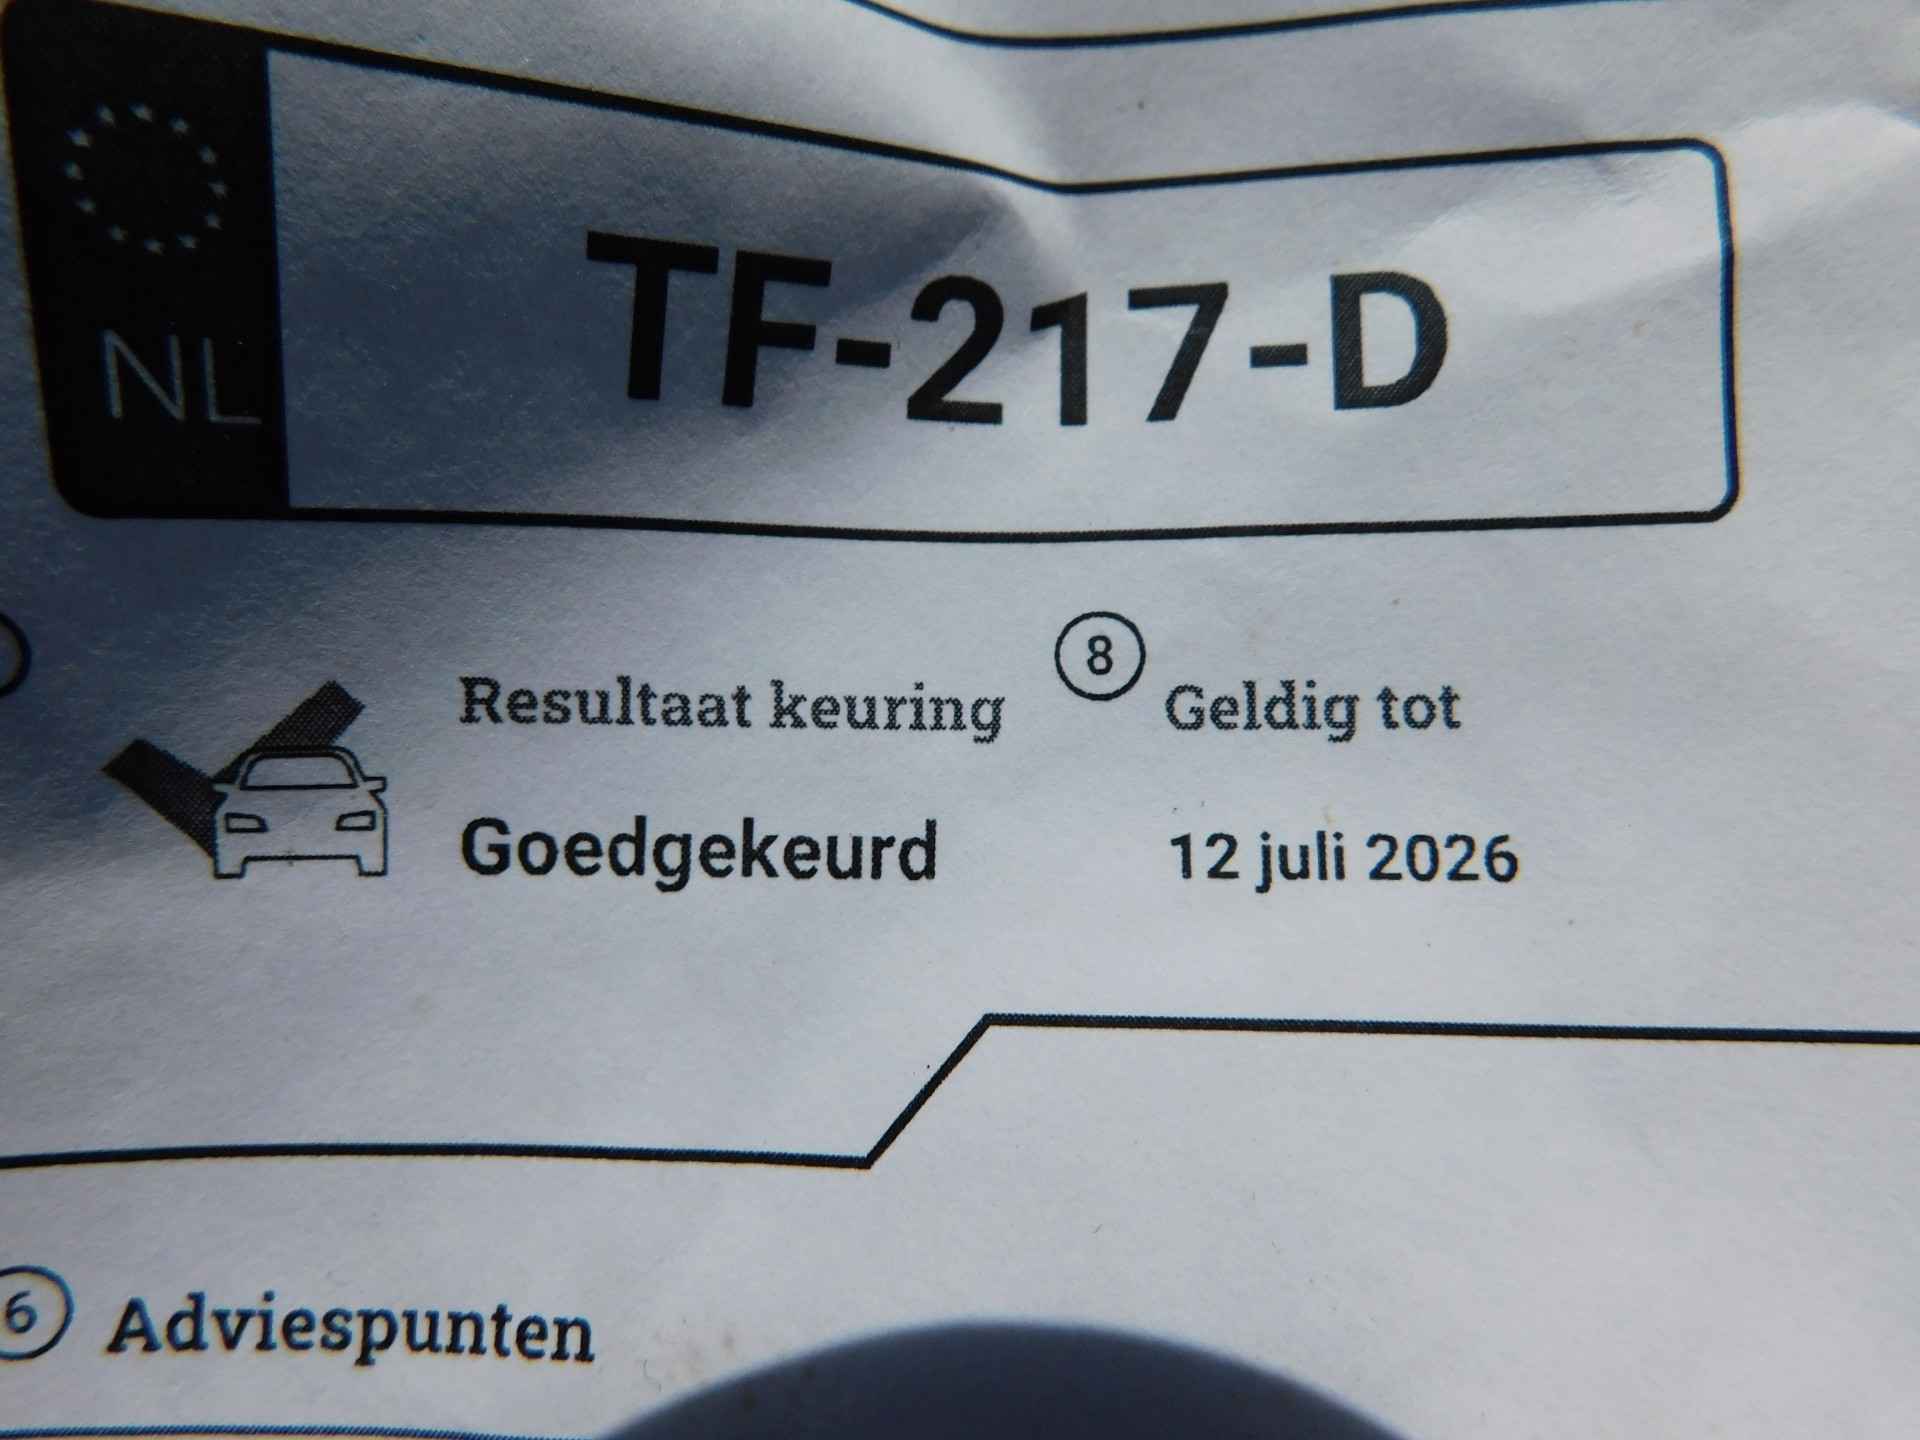 NL
TF-217-D
Resultaat keuring
8
Geldig tot
Goedgekeurd
12 juli 2026
6 Adviespunten